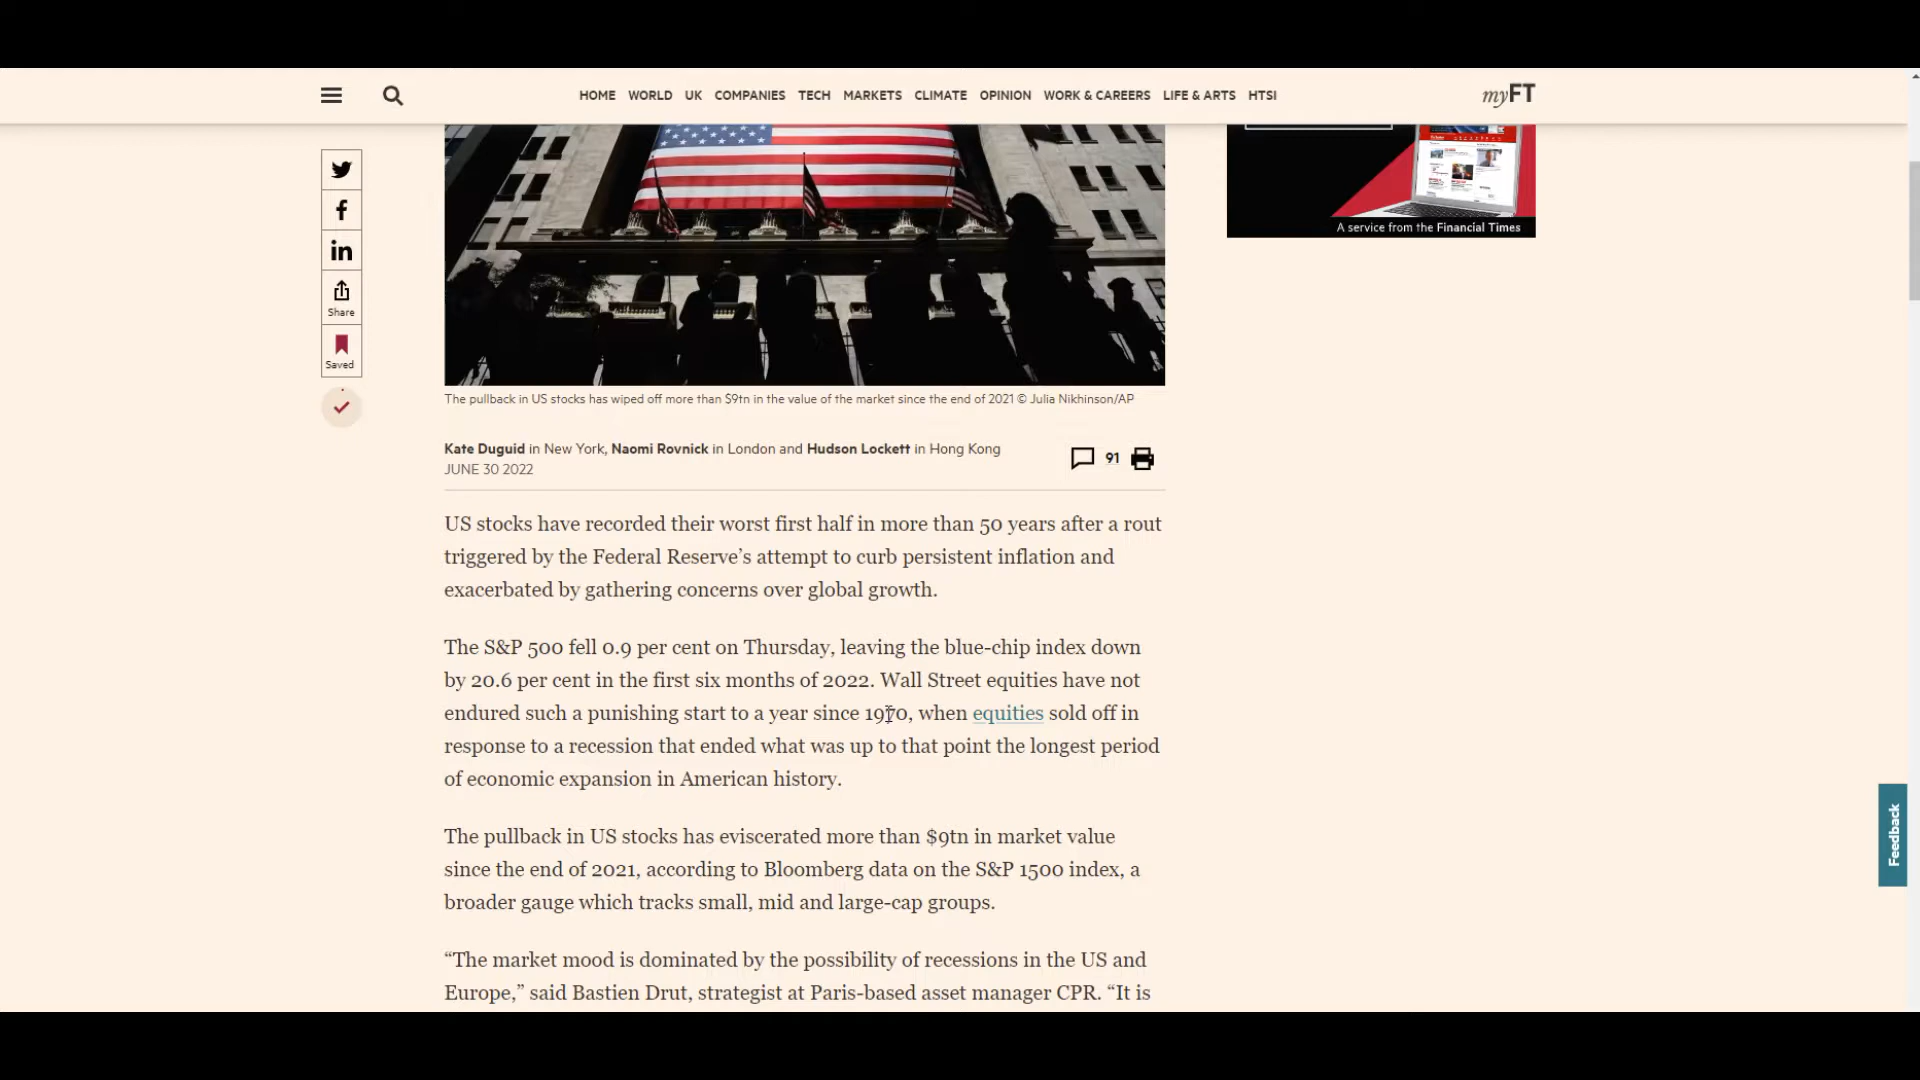 HOME WORLD UK COMPANIES TECH MARKETS CLIMATE OPINION WORK & CAREERS LIFE & ARTS HTSI
myFT
A service from the Financial Times
Share
Saved
The pullback in US stocks has wiped off more than $9tn in the value of the market since the end of 2021 © Julia Nikhinson/AP
Kate Duguid in New York, Naomi Rovnick in London and Hudson Lockett in Hong Kong
JUNE 30 2022
91
US stocks have recorded their worst first half in more than 50 years after a rout
triggered by the Federal Reserve’s attempt to curb persistent inflation and
exacerbated by gathering concerns over global growth.
The S&P 500 fell 0.9 per cent on Thursday, leaving the blue-chip index down
by 20.6 per cent in the first six months of 2022. Wall Street equities have not
endured such a punishing start to a year since 1970, when equities sold off in
response to a recession that ended what was up to that point the longest period
of economic expansion in American history.
The pullback in US stocks has eviscerated more than $9tn in market value
since the end of 2021, according to Bloomberg data on the S&P 1500 index, a
broader gauge which tracks small, mid and large-cap groups.
“The market mood is dominated by the possibility of recessions in the US and
Europe,” said Bastien Drut, strategist at Paris-based asset manager CPR. “It is
Feedback